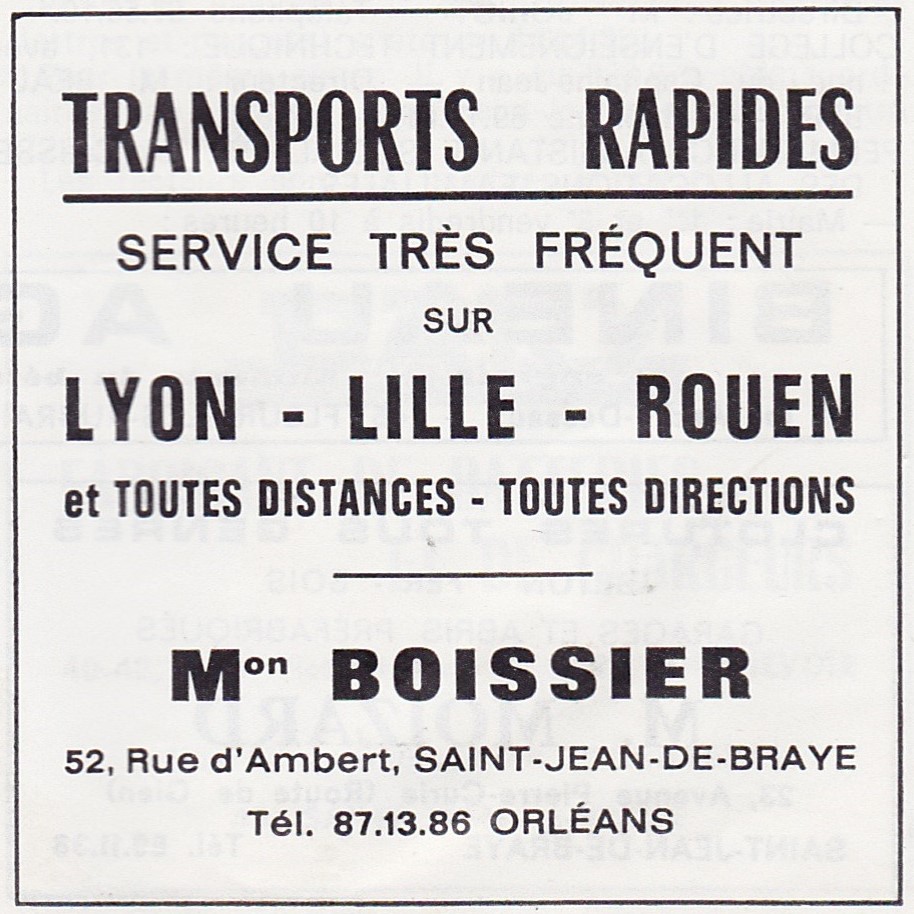 TRANSPORTS RAPIDES
SERVICE TRÈS FRÉQUENT
SUR
LYON - LILLE - ROUEN
et TOUTES DISTANCES - TOUTES DIRECTIONS
Mon BOISSIER
52, Rue d'Ambert, SAINT-JEAN-DE-BRAYE
Tél. 87.13.86 ORLÉANS